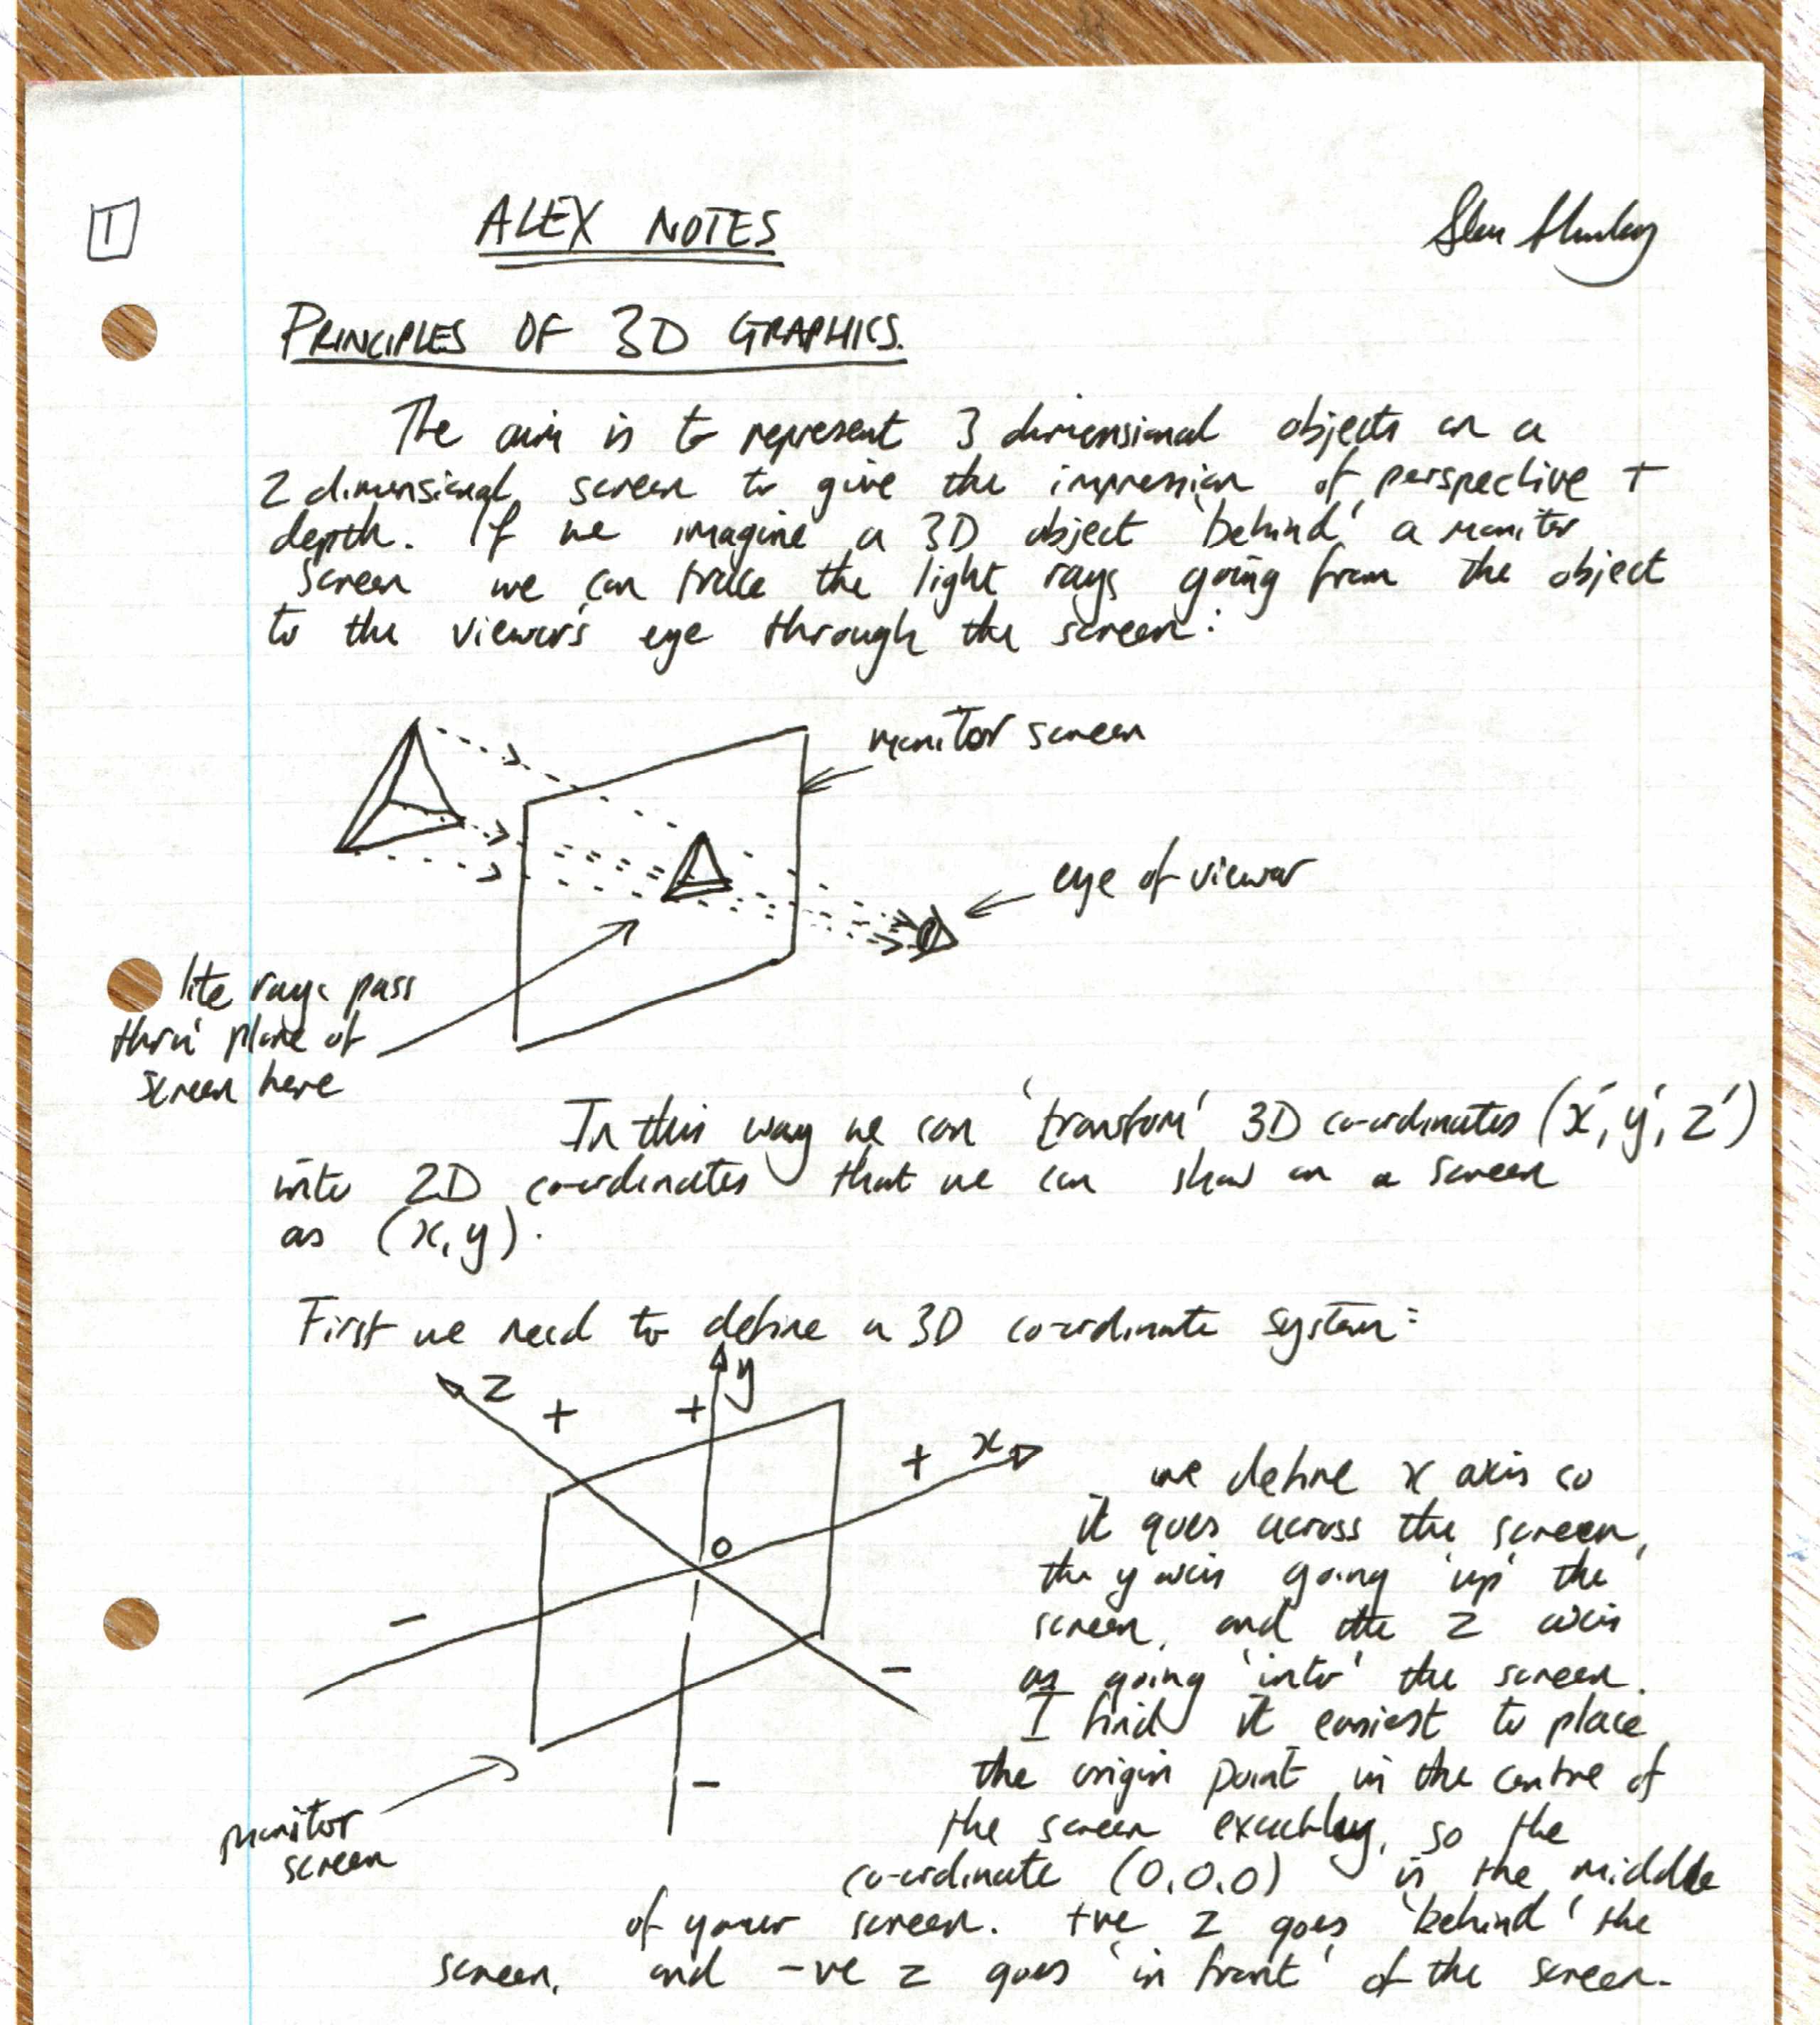 1
ALEX NOTES
PRINCIPLES OF 3D GRAPHICS.
The aim is to represent 3 dimensional objects on a
2 dimensional screen to give the impression of perspective +
depth. If we imagine a 3D object 'behind' a monitor
screen we can trace the light rays going from the object
to the viewer's eye through the screen:
monitor screen
eye of viewer
lite rays pass
thru' plane of
screen here
In this way we can 'transform' 3D co-ordinates (x', y', z')
into 2D co-ordinates that we can show on a screen
as (x, y).
First we need to define a 3D co-ordinate system:
z + + y
+ x
0
-
-
-
monitor
screen
we define x axis so
it goes across the screen,
the y axis going 'up' the
screen, and the z axis
as going 'into' the screen.
I find it easiest to place
the origin point in the centre of
the screen exactley, so the
co-ordinate (0,0,0) is the middle
of your screen. +ve z goes 'behind' the
screen, and -ve z goes 'in front' of the screen.